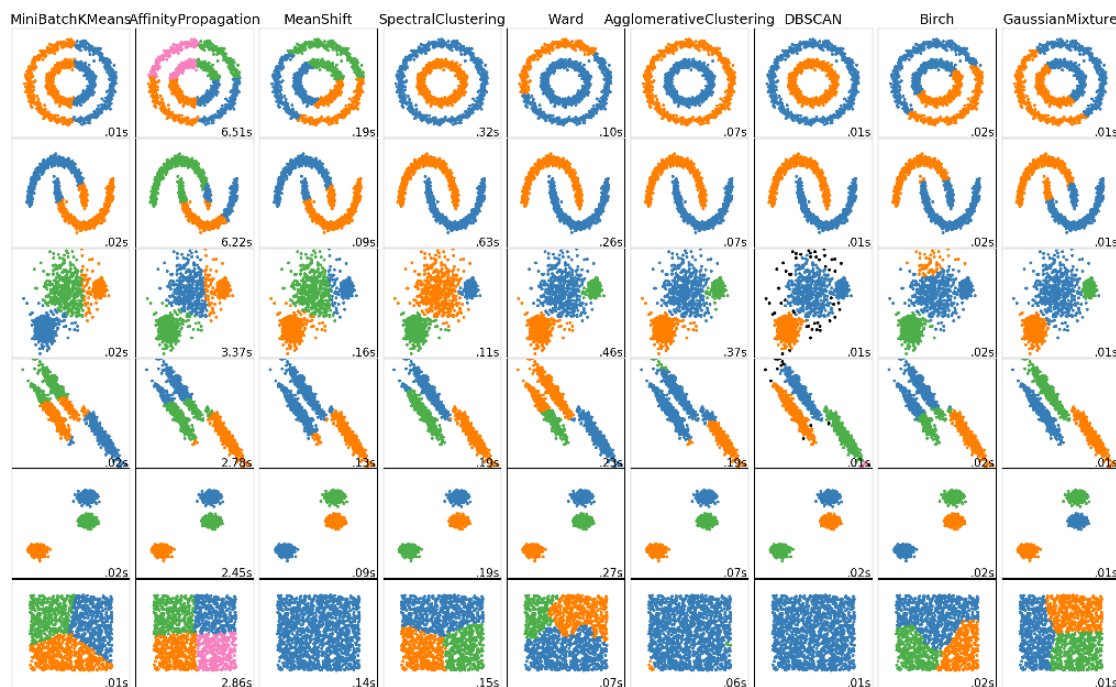 MiniBatchKMeans AffinityPropagation MeanShift SpectralClustering Ward AgglomerativeClustering DBSCAN Birch GaussianMixture
.01s 6.51s .19s .32s .10s .07s .01s .02s .01s
.02s 6.22s .09s .63s .26s .07s .01s .02s .01s
.02s 3.37s .16s .11s .46s .37s .01s .02s .01s
.02s 2.78s .13s .19s .23s .19s .01s .02s .01s
.02s 2.45s .09s .19s .27s .07s .02s .02s .01s
.01s 2.86s .14s .15s .07s .06s .01s .02s .01s